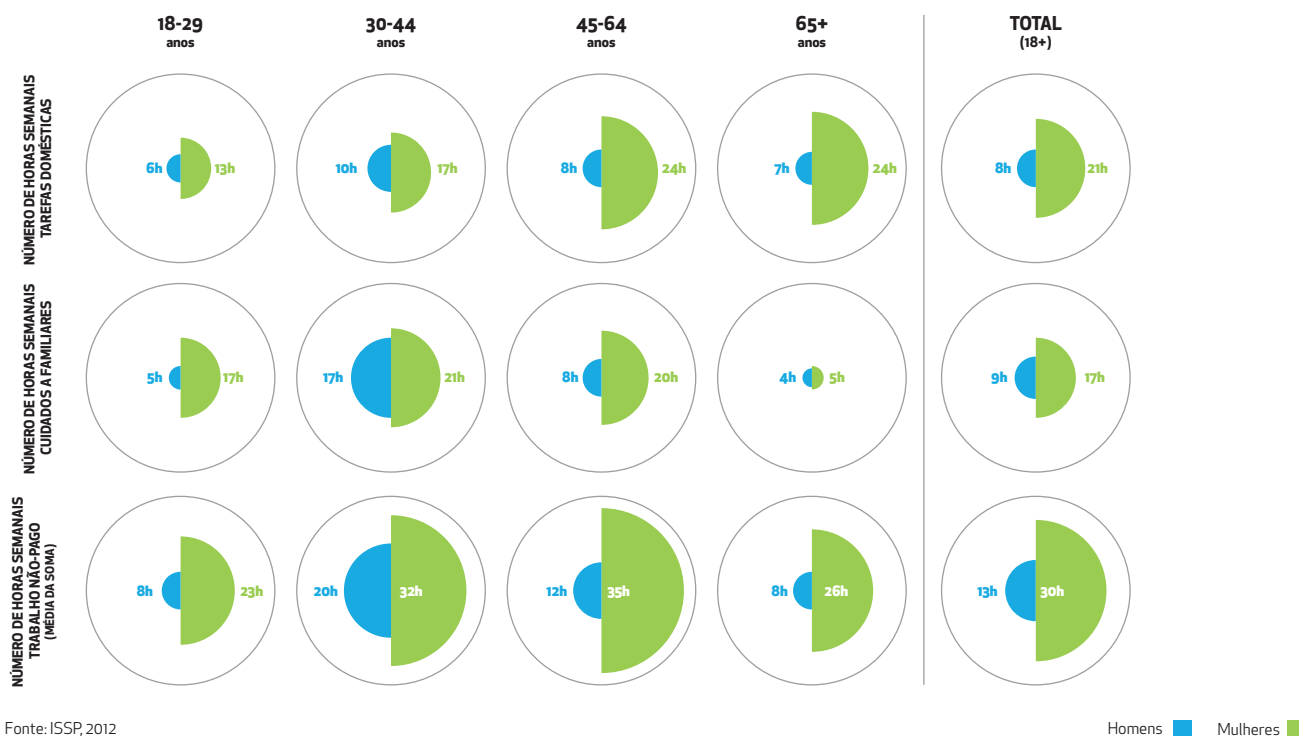 18-29
anos
30-44
anos
45-64
anos
65+
anos
TOTAL
(18+)
NÚMERO DE HORAS SEMANAIS
TAREFAS DOMÉSTICAS
6h
13h
10h
17h
8h
24h
7h
24h
8h
21h
NÚMERO DE HORAS SEMANAIS
CUIDADOS A FAMILIARES
5h
17h
17h
21h
8h
20h
4h
5h
9h
17h
NÚMERO DE HORAS SEMANAIS
TRABALHO NÃO-PAGO
(MÉDIA DA SOMA)
8h
23h
20h
32h
12h
35h
8h
26h
13h
30h
Fonte: ISSP, 2012
Homens
Mulheres